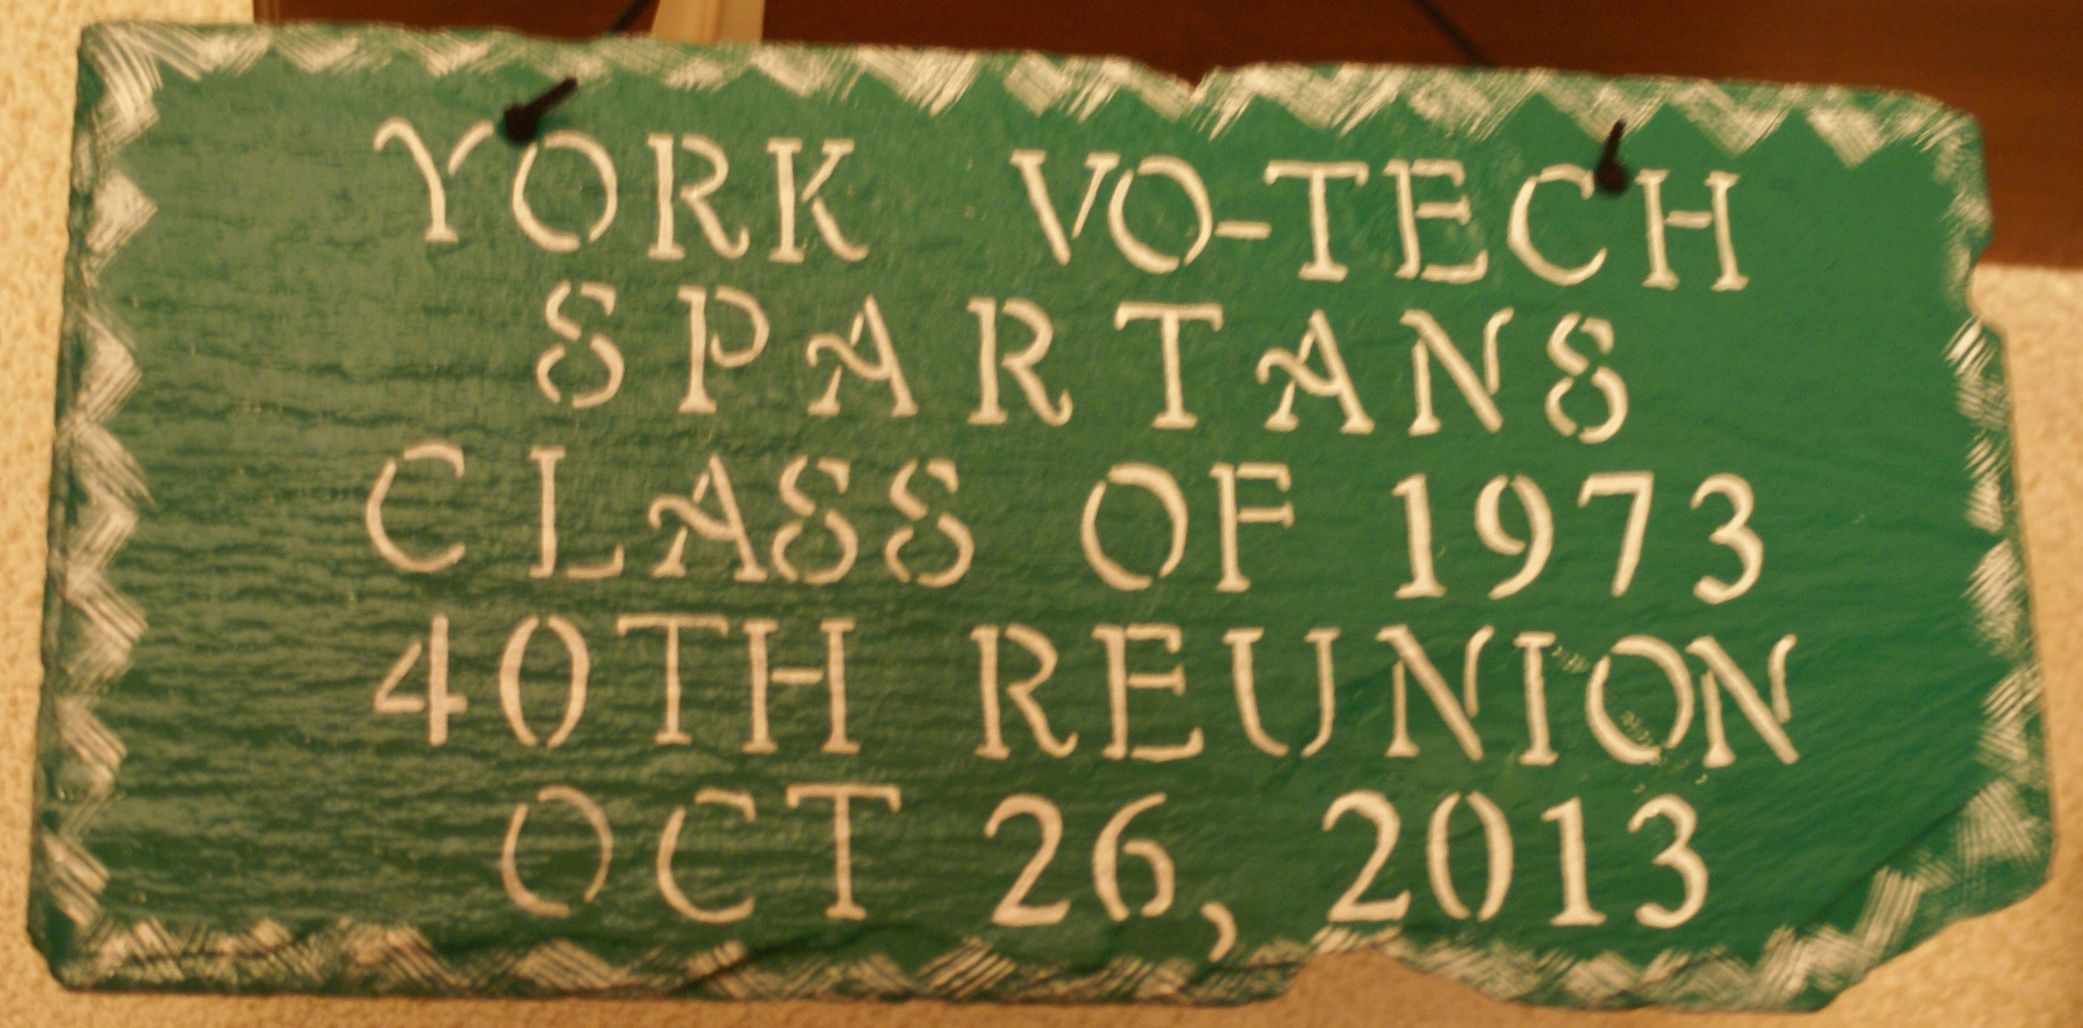 YORK VO-TECH
SPARTANS
CLASS OF 1973
40TH REUNION
OCT 26, 2013